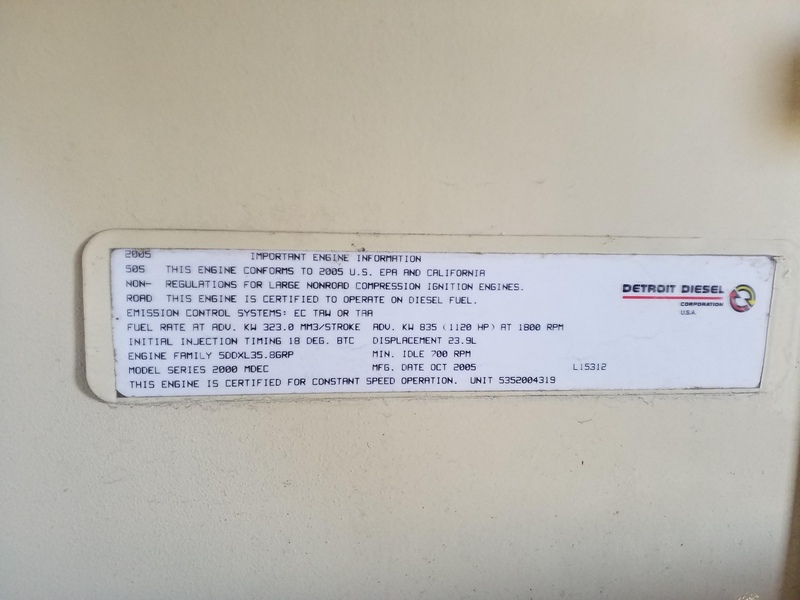 2005 IMPORTANT ENGINE INFORMATION
50S THIS ENGINE CONFORMS TO 2005 U.S. EPA AND CALIFORNIA
NON- REGULATIONS FOR LARGE NONROAD COMPRESSION IGNITION ENGINES.
ROAD THIS ENGINE IS CERTIFIED TO OPERATE ON DIESEL FUEL.
EMISSION CONTROL SYSTEMS: EC TAW OR TAA
FUEL RATE AT ADV. KW 323.0 MM3/STROKE ADV. KW 835 (1120 HP) AT 1800 RPM
INITIAL INJECTION TIMING 18 DEG. BTC DISPLACEMENT 23.9L
ENGINE FAMILY 5DDXL35.8GRP MIN. IDLE 700 RPM
MODEL SERIES 2000 MDEC MFG. DATE OCT 2005 L15312
THIS ENGINE IS CERTIFIED FOR CONSTANT SPEED OPERATION. UNIT 5352004319
DETROIT DIESEL
CORPORATION
U.S.A.